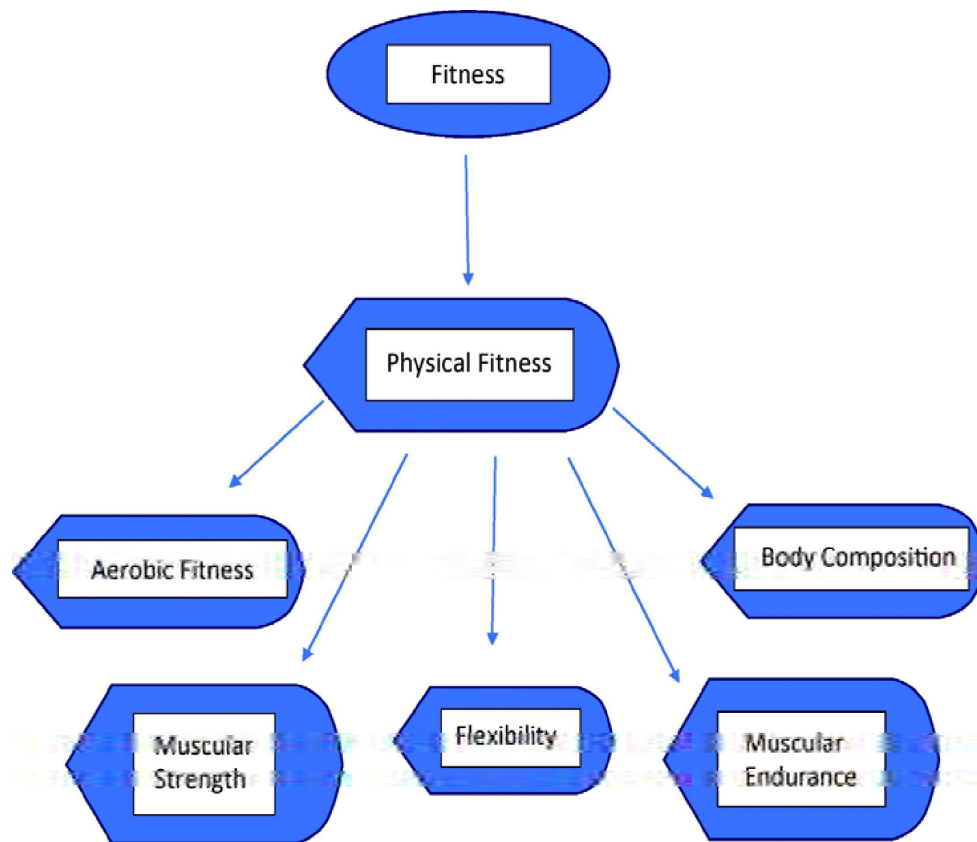 Fitness
Physical Fitness
Aerobic Fitness
Body Composition
Muscular
Strength
Flexibility
Muscular
Endurance